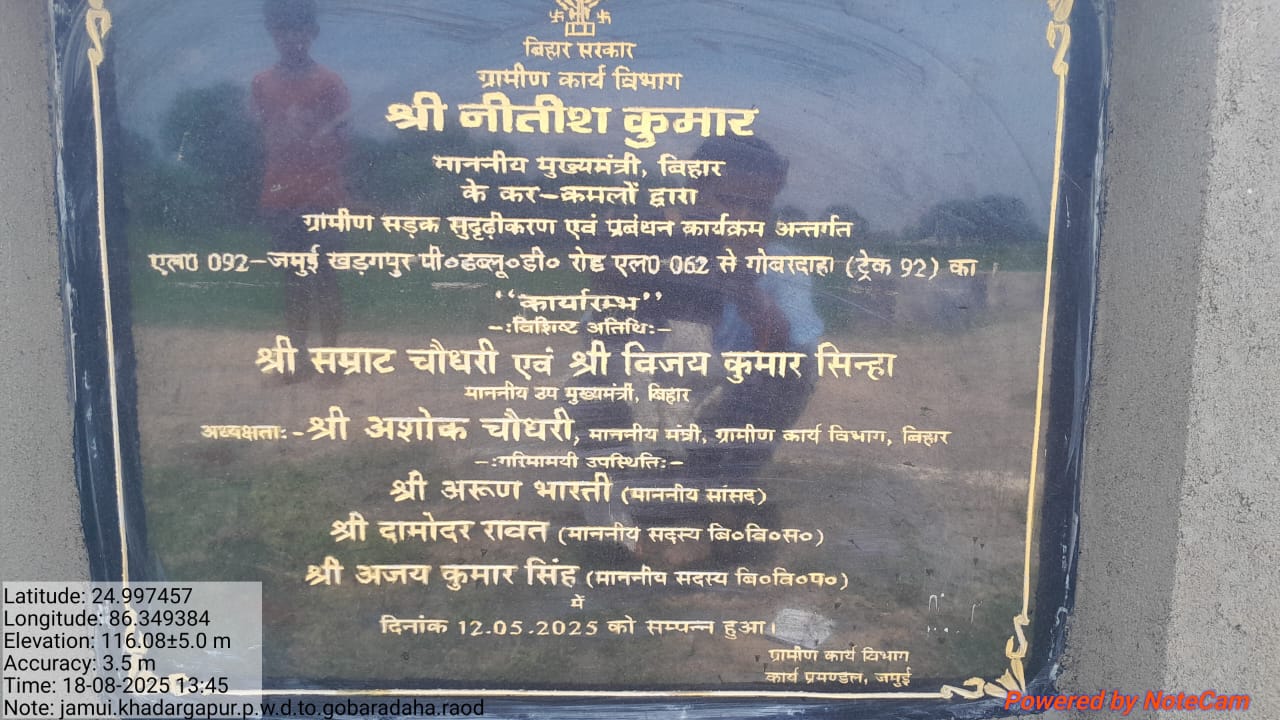 बिहार सरकार
ग्रामीण कार्य विभाग
श्री नीतीश कुमार
माननीय मुख्यमंत्री, बिहार
के कर-कमलों द्वारा
ग्रामीण सड़क सुदृढ़ीकरण एवं प्रबंधन कार्यक्रम अन्तर्गत
एल0 092-जमुई खड़गपुर पी०डब्लू०डी० रोड एल0 062 से गोबरदाहा (ट्रेक 92) का
“कार्यारम्भ”
-:विशिष्ट अतिथि:-
श्री सम्राट चौधरी एवं श्री विजय कुमार सिन्हा
माननीय उप मुख्यमंत्री, बिहार
अध्यक्षता:-श्री अशोक चौधरी, माननीय मंत्री, ग्रामीण कार्य विभाग, बिहार
-:गरिमामयी उपस्थिति:-
श्री अरूण भारती (माननीय सांसद)
श्री दामोदर रावत (माननीय सदस्य बि०वि०स०)
श्री अजय कुमार सिंह (माननीय सदस्य बि०वि०प०)
में
दिनांक 12.05.2025 को सम्पन्न हुआ।
ग्रामीण कार्य विभाग
कार्य प्रमण्डल, जमुई
Latitude: 24.997457
Longitude: 86.349384
Elevation: 116.08±5.0 m
Accuracy: 3.5 m
Time: 18-08-2025 13:45
Note: jamui.khadargapur.p.w.d.to.gobardaha.raod
Powered by NoteCam